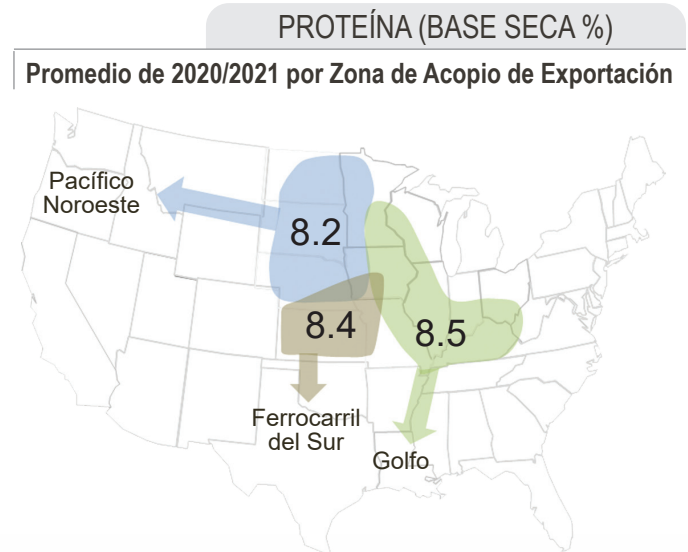 PROTEÍNA (BASE SECA %)
Promedio de 2020/2021 por Zona de Acopio de Exportación
Pacífico
Noroeste
8.2
8.4
8.5
Ferrocarril
del Sur
Golfo